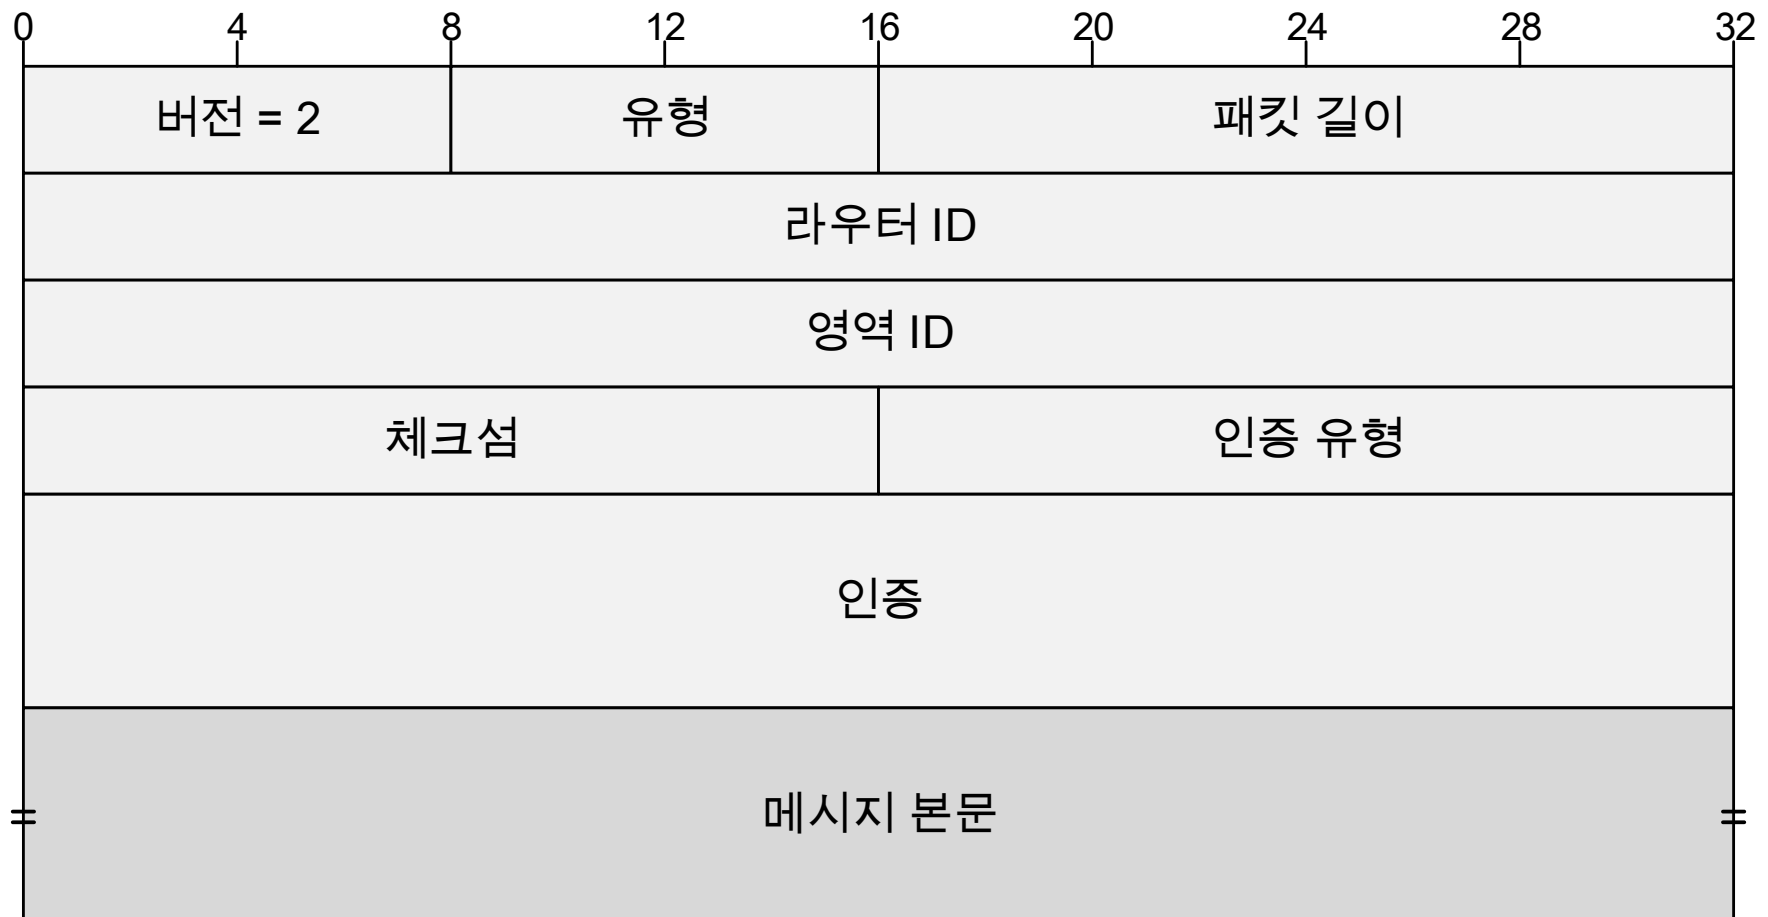 0 4 8 12 16 20 24 28 32
버전 = 2 유형 패킷 길이
라우터 ID
영역 ID
체크섬 인증 유형
인증
메시지 본문